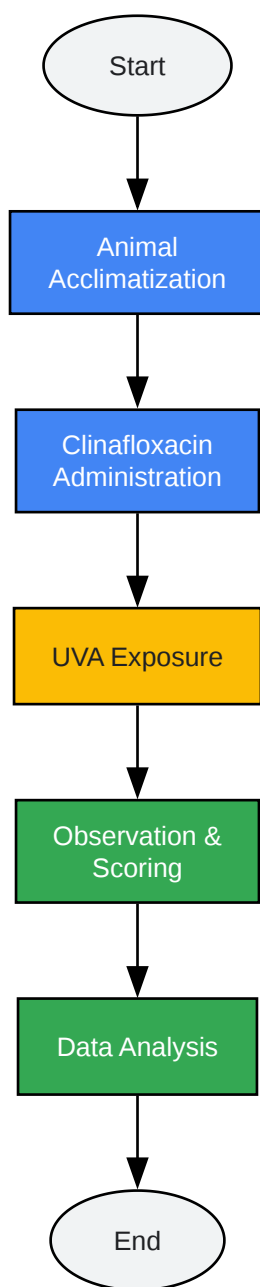 Start
Animal
Acclimatization
Clinafloxacin
Administration
UVA Exposure
Observation &
Scoring
Data Analysis
End